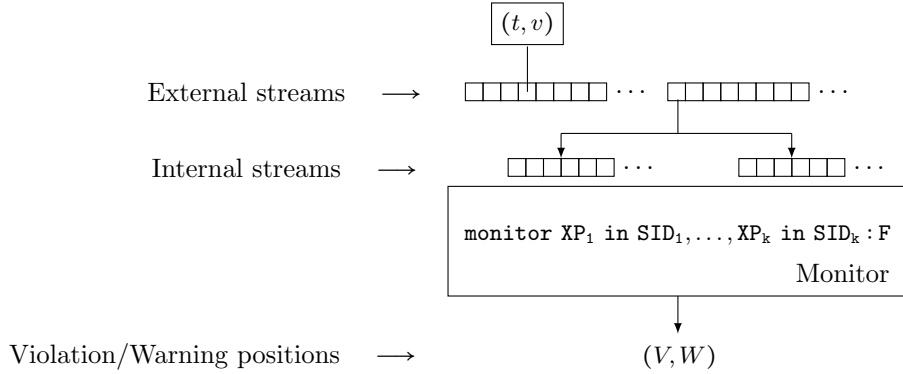 (t, v)
External streams ⟶ ⋯ ⋯
Internal streams ⟶ ⋯ ⋯
monitor XP₁ in SID₁,…,XPₖ in SIDₖ : F
Monitor
Violation/Warning positions ⟶ (V, W)